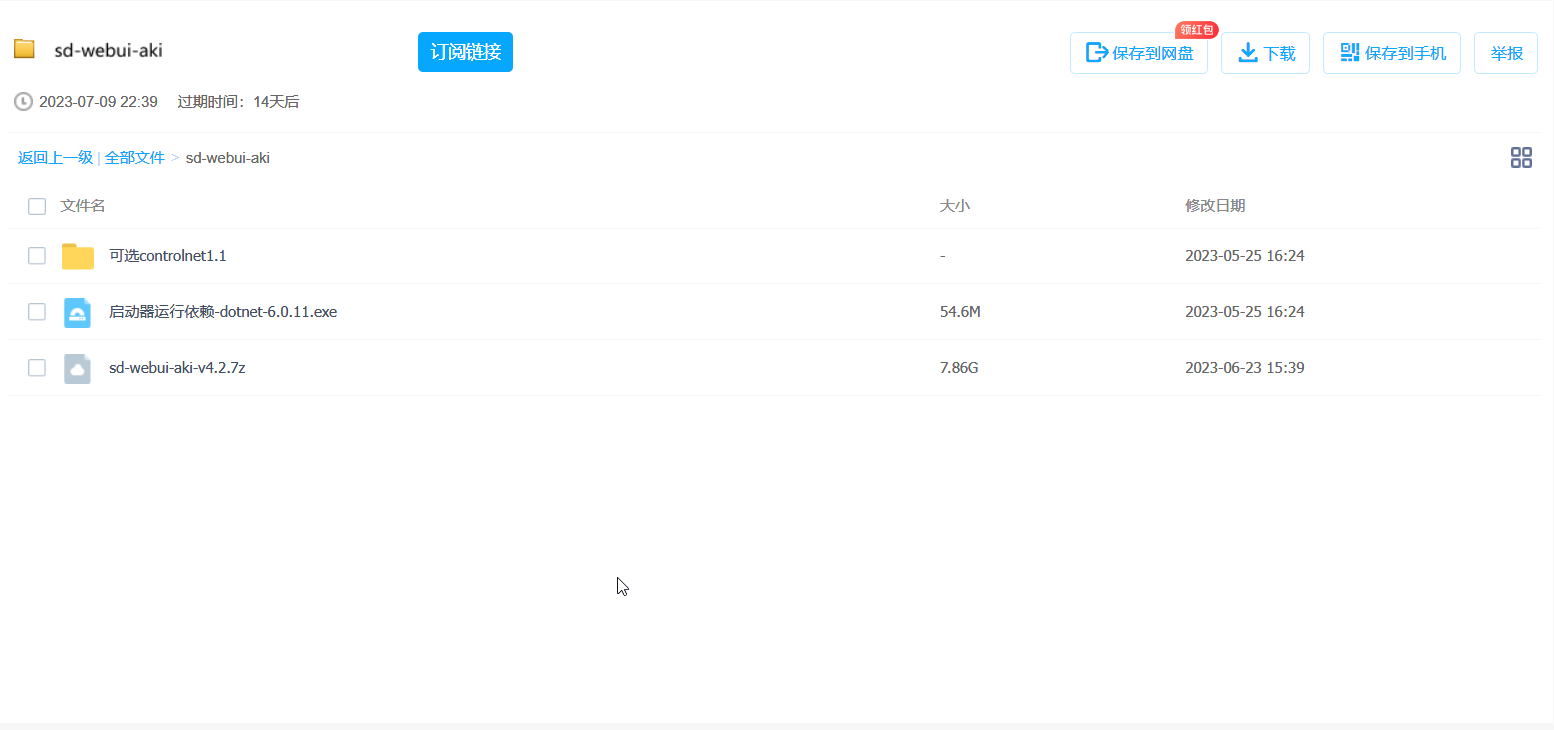 sd-webui-aki 订阅链接 领红包 保存到网盘 下载 保存到手机 举报
2023-07-09 22:39 过期时间：14天后
返回上一级 | 全部文件 > sd-webui-aki
文件名 大小 修改日期
可选controlnet1.1 - 2023-05-25 16:24
启动器运行依赖-dotnet-6.0.11.exe 54.6M 2023-05-25 16:24
sd-webui-aki-v4.2.7z 7.86G 2023-06-23 15:39